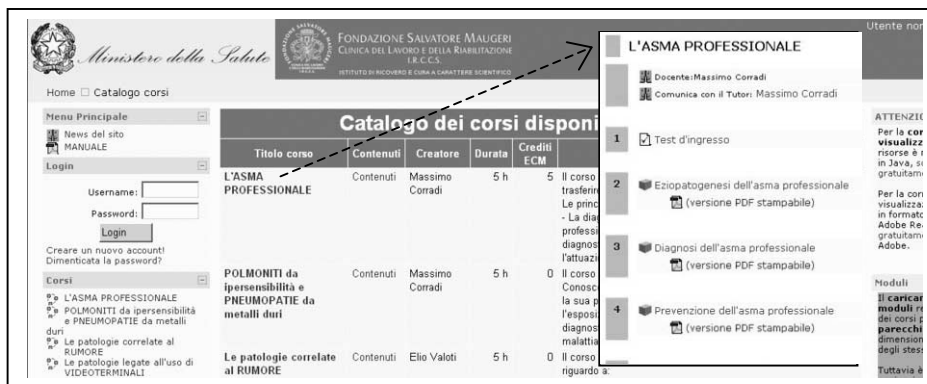 Ministero della Salute
FONDAZIONE SALVATORE MAUGERI
CLINICA DEL LAVORO E DELLA RIABILITAZIONE
I.R.C.C.S.
ISTITUTO DI RICOVERO E CURA A CARATTERE SCIENTIFICO
Utente non
Home □ Catalogo corsi
Menu Principale
News del sito
MANUALE
Login
Username:
Password:
Login
Creare un nuovo account!
Dimenticata la password?
Corsi
L'ASMA PROFESSIONALE
POLMONITI da ipersensibilità
e PNEUMOPATIE da metalli
duri
Le patologie correlate al
RUMORE
Le patologie legate all'uso di
VIDEOTERMINALI
Catalogo dei corsi disponi
Titolo corso Contenuti Creatore Durata Crediti
ECM
L'ASMA Contenuti Massimo 5 h 5 Il corso
PROFESSIONALE Corradi trasferire
Le princ
- La diag
professi
diagnost
l'attuazi
POLMONITI da Contenuti Massimo 5 h 0 Il corso
ipersensibilità e Corradi Conosce
PNEUMOPATIE da la sua p
metalli duri l'esposi
diagnos
malattia
Le patologie correlate Contenuti Elio Valoti 5 h 0 Il corso
al RUMORE riguardo a:
L'ASMA PROFESSIONALE
Docente:Massimo Corradi
Comunica con il Tutor: Massimo Corradi
1 Test d'ingresso
2 Eziopatogenesi dell'asma professionale
(versione PDF stampabile)
3 Diagnosi dell'asma professionale
(versione PDF stampabile)
4 Prevenzione dell'asma professionale
(versione PDF stampabile)
ATTENZIO
Per la cor
visualizz
risorse è n
in Java, s
gratuitam
Per la cor
visualizza
in formato
Adobe Rea
gratuitam
Adobe.
Moduli
Il caricar
moduli re
dei corsi p
parecchi
dimension
degli stess
Tuttavia è